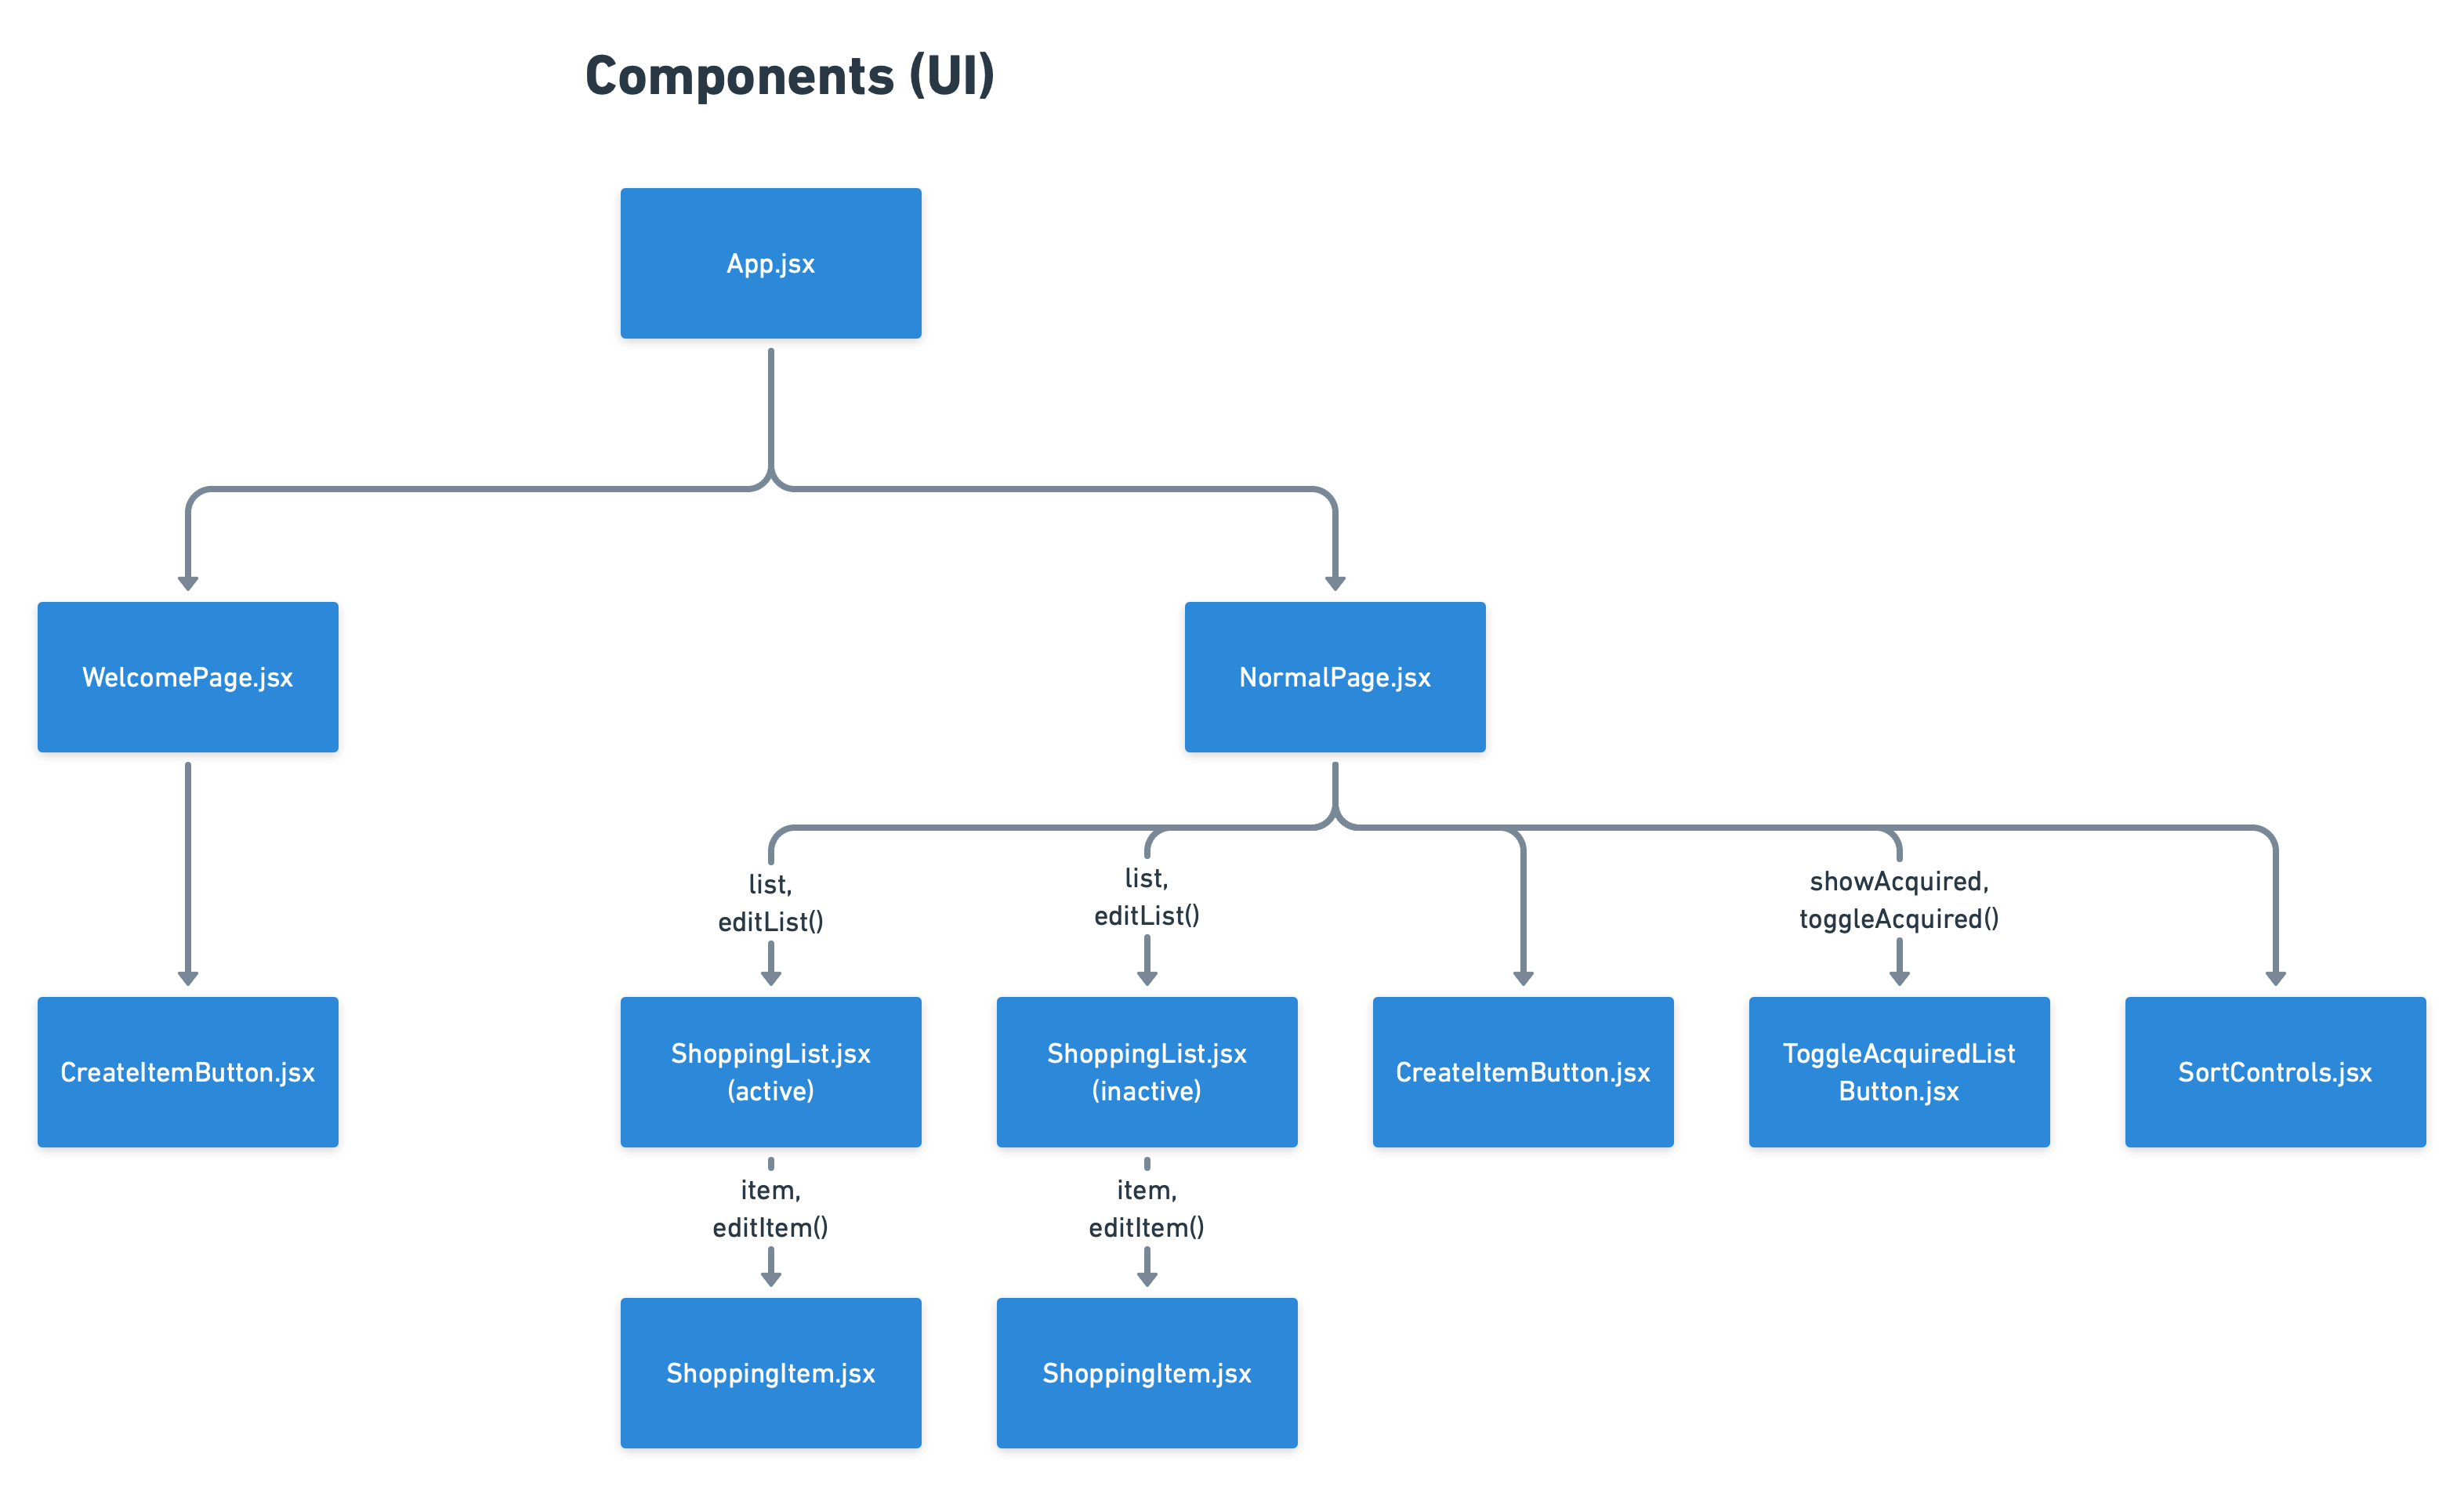 Components (UI)
App.jsx
WelcomePage.jsx
NormalPage.jsx
list,
editList()
list,
editList()
showAcquired,
toggleAcquired()
CreateItemButton.jsx
ShoppingList.jsx
(active)
ShoppingList.jsx
(inactive)
CreateItemButton.jsx
ToggleAcquiredList
Button.jsx
SortControls.jsx
item,
editItem()
item,
editItem()
ShoppingItem.jsx
ShoppingItem.jsx